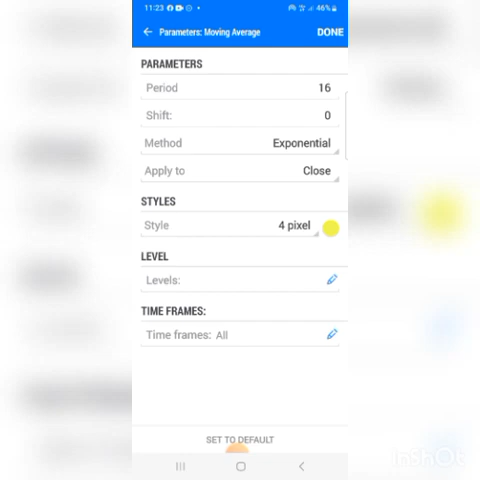 11:23
46%
Parameters: Moving Average DONE
PARAMETERS
Period 16
Shift: 0
Method Exponential
Apply to Close
STYLES
Style 4 pixel
LEVEL
Levels:
TIME FRAMES:
Time frames: All
SET TO DEFAULT
InShOt